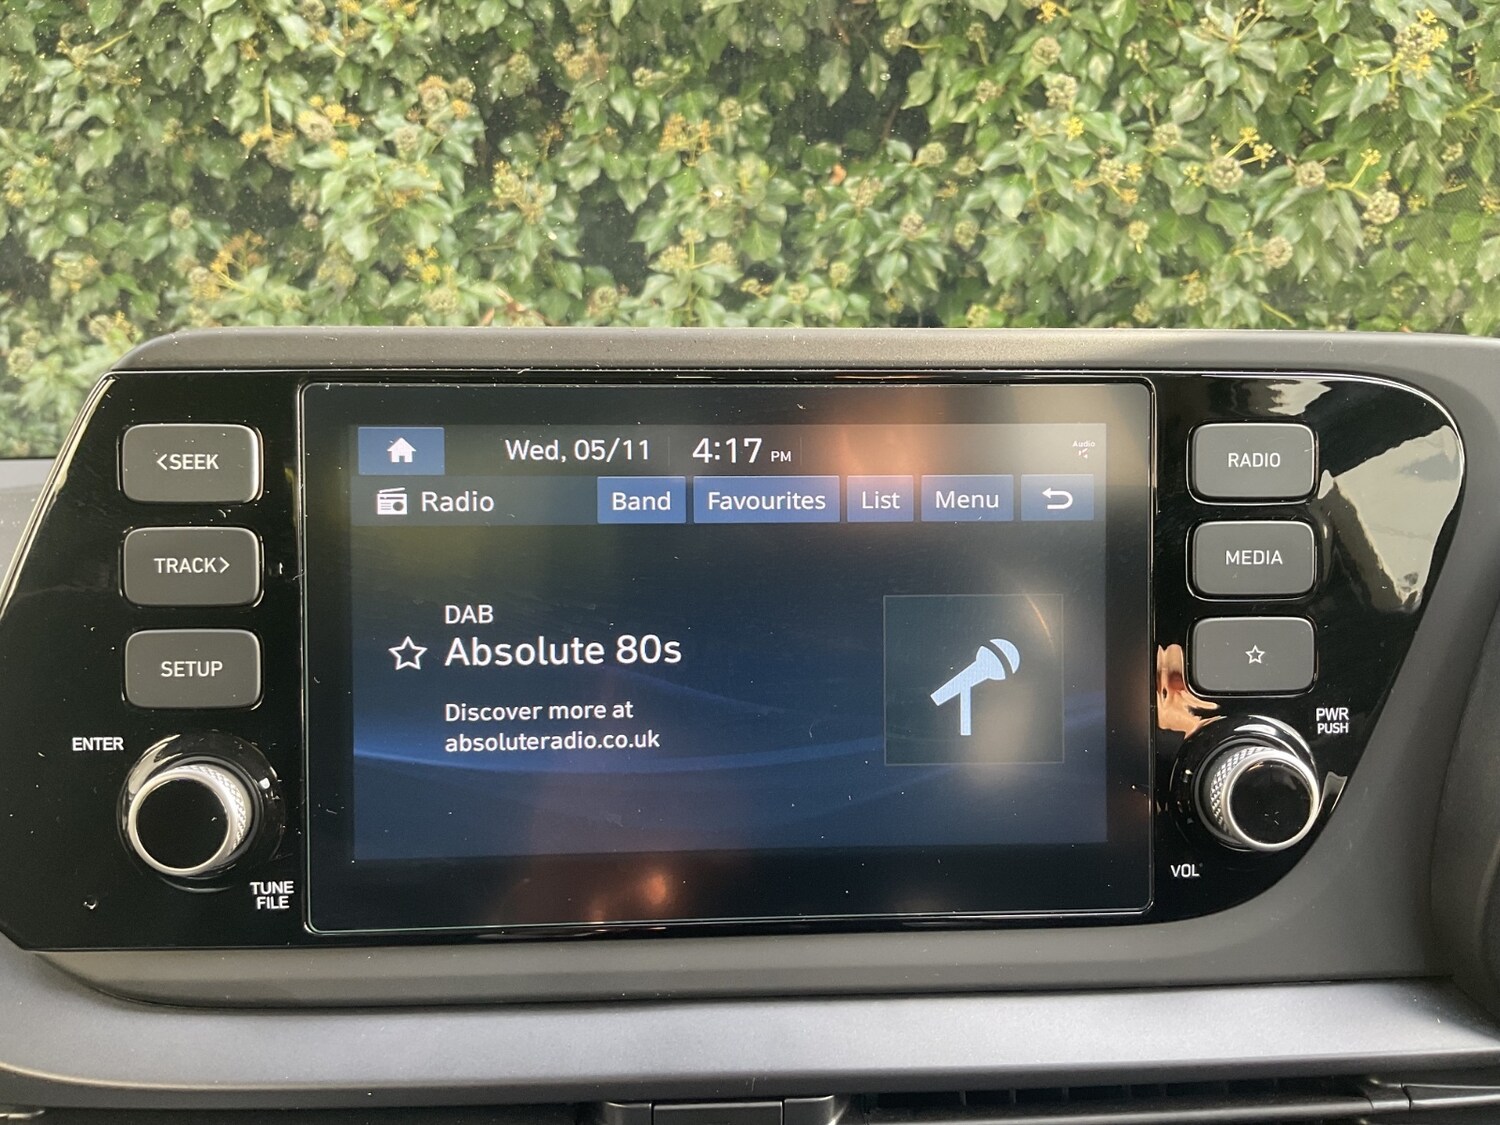 <SEEK
TRACK>
SETUP
ENTER
TUNE
FILE
Wed, 05/11 4:17 PM
Audio
Radio
Band
Favourites
List
Menu
DAB
Absolute 80s
Discover more at
absoluteradio.co.uk
RADIO
MEDIA
PWR
PUSH
VOL